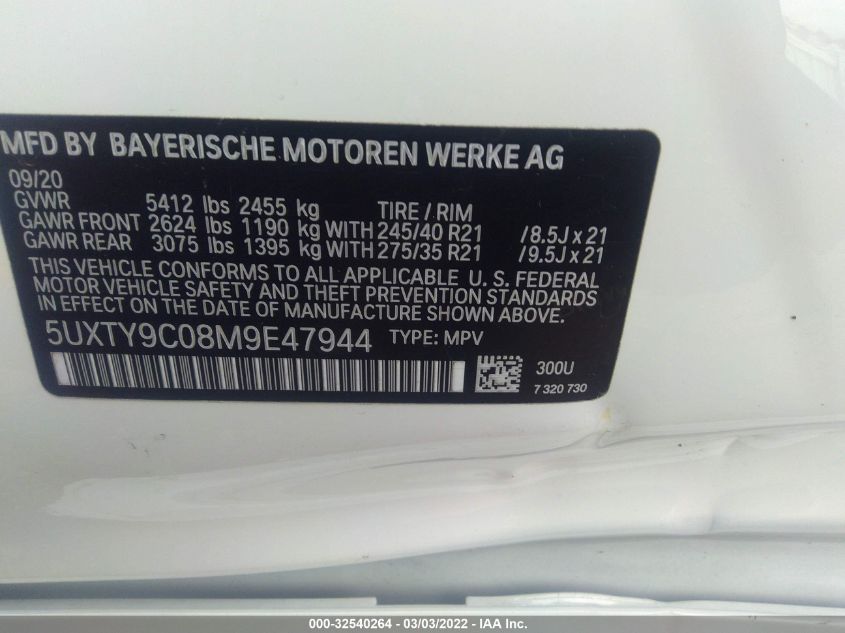 MFD BY BAYERISCHE MOTOREN WERKE AG
09/20
GVWR 5412 lbs 2455 kg TIRE / RIM
GAWR FRONT 2624 lbs 1190 kg WITH 245/40 R21 /8.5J x 21
GAWR REAR 3075 lbs 1395 kg WITH 275/35 R21 /9.5J x 21
THIS VEHICLE CONFORMS TO ALL APPLICABLE U. S. FEDERAL
MOTOR VEHICLE SAFETY AND THEFT PREVENTION STANDARDS
IN EFFECT ON THE DATE OF MANUFACTURE SHOWN ABOVE
5UXTY9C08M9E47944 TYPE: MPV
300U
7 320 730
000-32540264 - 03/03/2022 - IAA Inc.